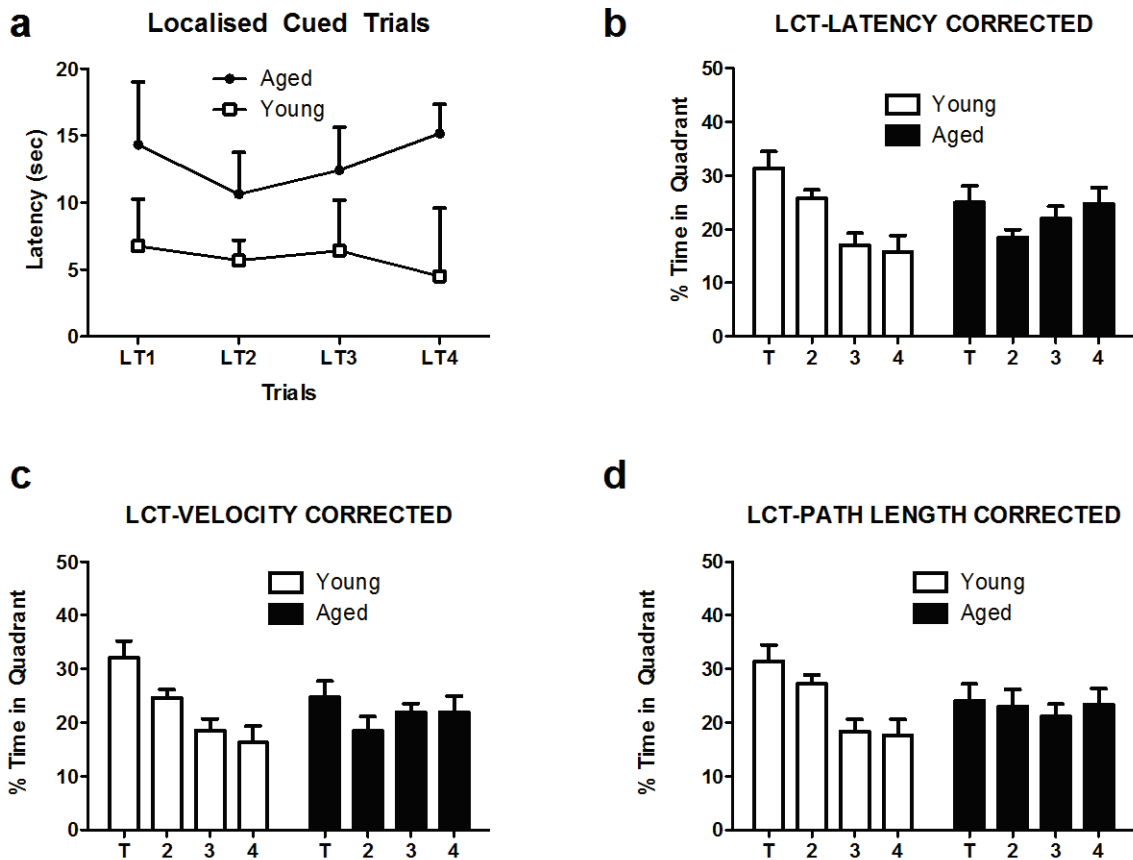 a
Localised Cued Trials
Aged
Young
20
15
10
5
0
Latency (sec)
LT1 LT2 LT3 LT4
Trials
b
LCT-LATENCY CORRECTED
Young
Aged
50
40
30
20
10
0
% Time in Quadrant
T 2 3 4 T 2 3 4
c
LCT-VELOCITY CORRECTED
Young
Aged
50
40
30
20
10
0
% Time in Quadrant
T 2 3 4 T 2 3 4
d
LCT-PATH LENGTH CORRECTED
Young
Aged
50
40
30
20
10
0
% Time in Quadrant
T 2 3 4 T 2 3 4